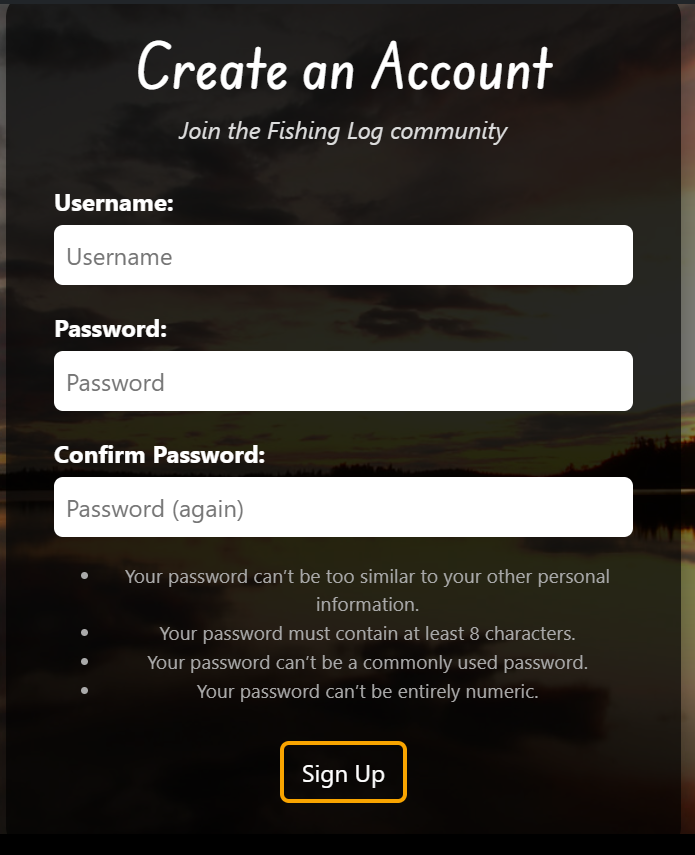 Create an Account
Join the Fishing Log community
Username:
Username
Password:
Password
Confirm Password:
Password (again)
• Your password can’t be too similar to your other personal
information.
• Your password must contain at least 8 characters.
• Your password can’t be a commonly used password.
• Your password can’t be entirely numeric.
Sign Up